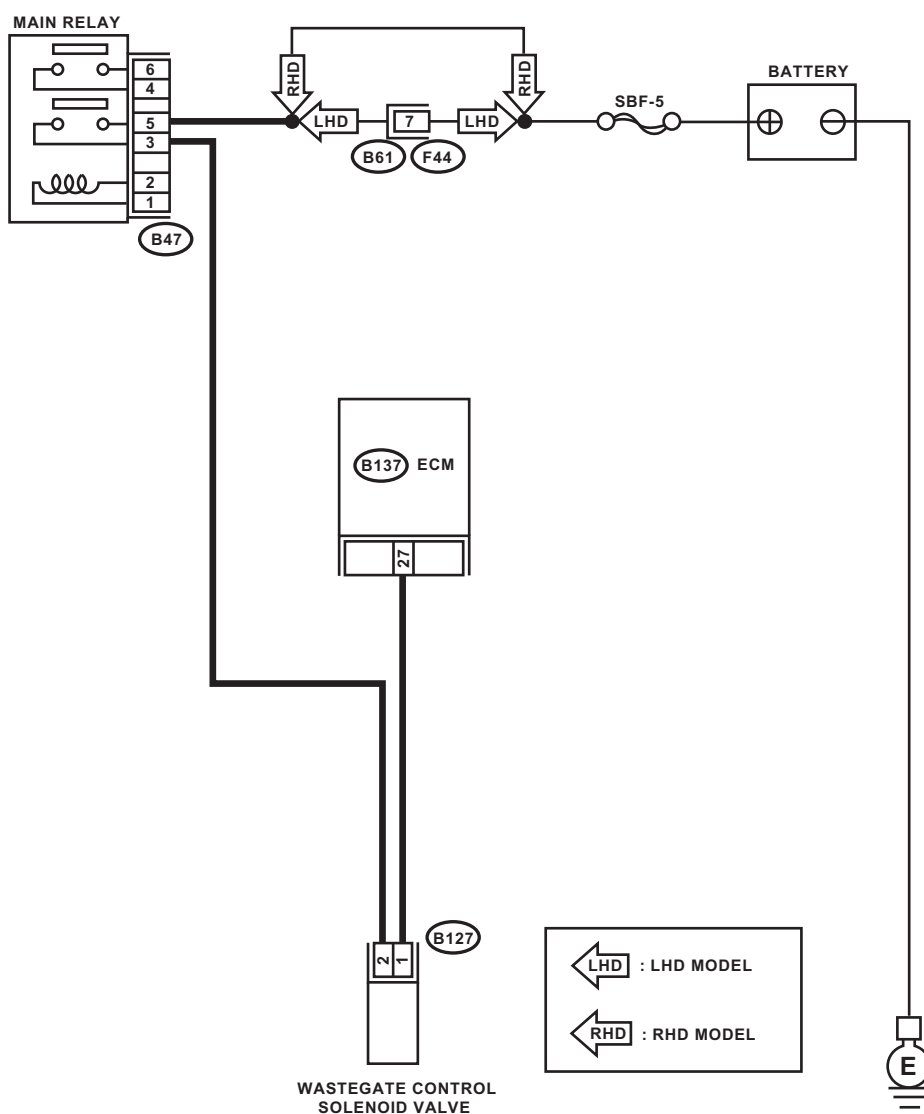 MAIN RELAY
6
4
5
3
2
1
B47
RHD
RHD
LHD
7
LHD
B61
F44
SBF-5
BATTERY
B137 ECM
27
2
1
B127
WASTEGATE CONTROL
SOLENOID VALVE
LHD : LHD MODEL
RHD : RHD MODEL
E